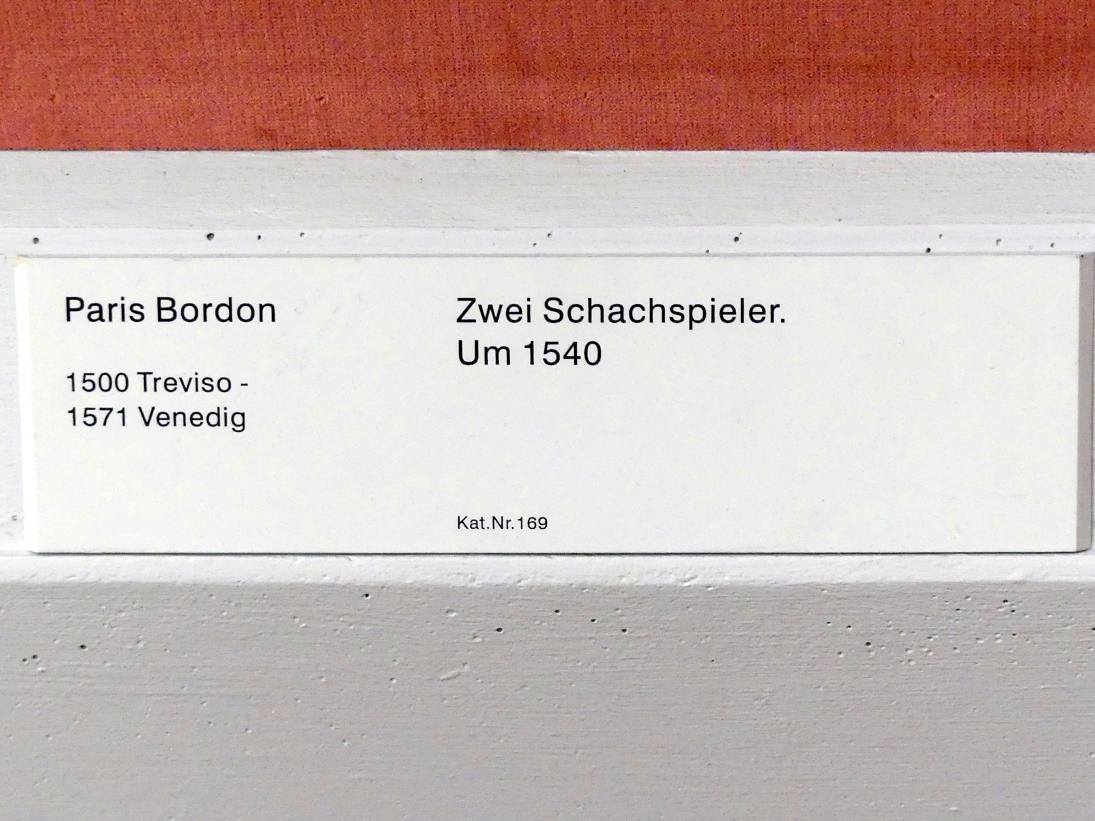 Paris Bordon
1500 Treviso -
1571 Venedig
Zwei Schachspieler.
Um 1540
Kat.Nr.169